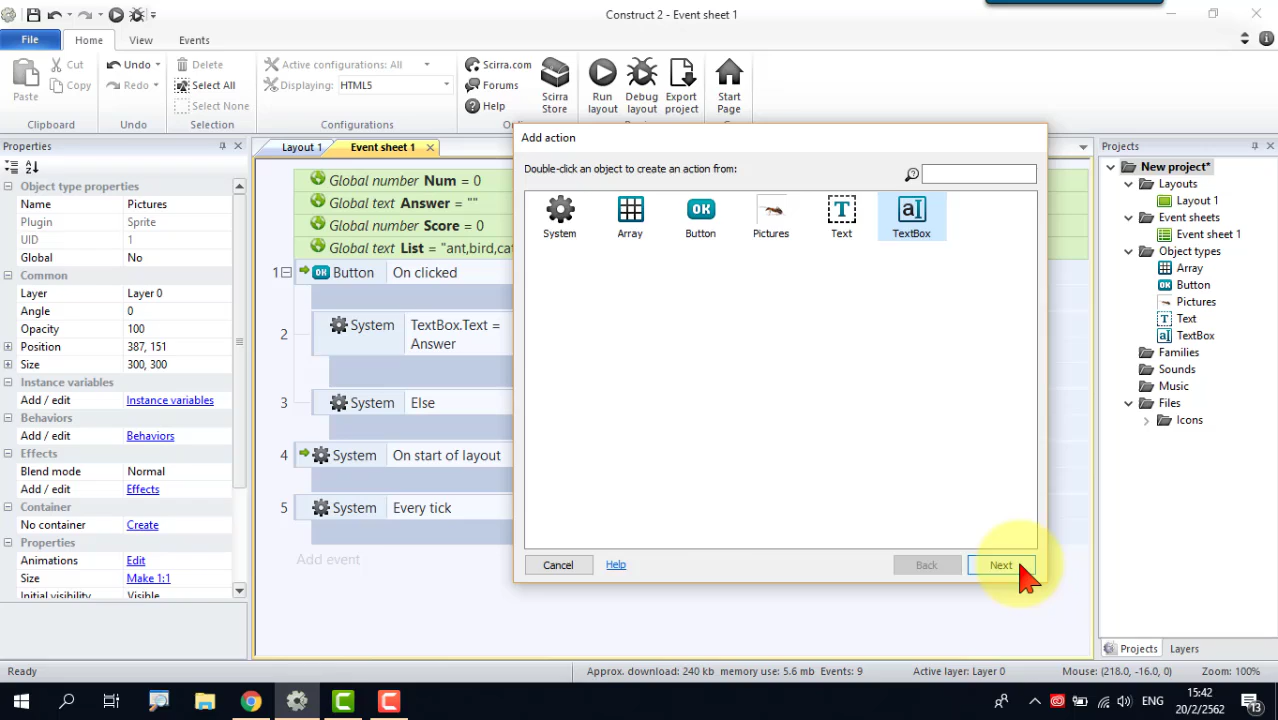 Construct 2 - Event sheet 1
File
Home
View
Events
Paste
Cut
Copy
Clipboard
Undo
Redo
Undo
Delete
Select All
Select None
Selection
Active configurations: All
Displaying:
HTML5
Configurations
Scirra.com
Forums
Help
Scirra
Store
Run
layout
Debug
layout
Export
project
Start
Page
Properties
Layout 1
Event sheet 1
Projects
Object type properties
Name
Pictures
Plugin
Sprite
UID
1
Global
No
Common
Layer
Layer 0
Angle
0
Opacity
100
Position
387, 151
Size
300, 300
Instance variables
Add / edit
Instance variables
Behaviors
Add / edit
Behaviors
Effects
Blend mode
Normal
Add / edit
Effects
Container
No container
Create
Properties
Animations
Edit
Size
Make 1:1
Initial visibility
Visible
Global number Num = 0
Global text Answer = ""
Global number Score = 0
Global text List = "ant,bird,cat
1
Button
On clicked
2
System
TextBox.Text =
Answer
3
System
Else
4
System
On start of layout
5
System
Every tick
Add event
Add action
Double-click an object to create an action from:
System
Array
OK
Button
Pictures
T
Text
aI
TextBox
Cancel
Help
Back
Next
New project*
Layouts
Layout 1
Event sheets
Event sheet 1
Object types
Array
Button
Pictures
Text
TextBox
Families
Sounds
Music
Files
Icons
Projects
Layers
Ready
Approx. download: 240 kb
memory use: 5.6 mb
Events: 9
Active layer: Layer 0
Mouse: (218.0, -16.0, 0)
Zoom: 100%
ENG
15:42
20/2/2562
13